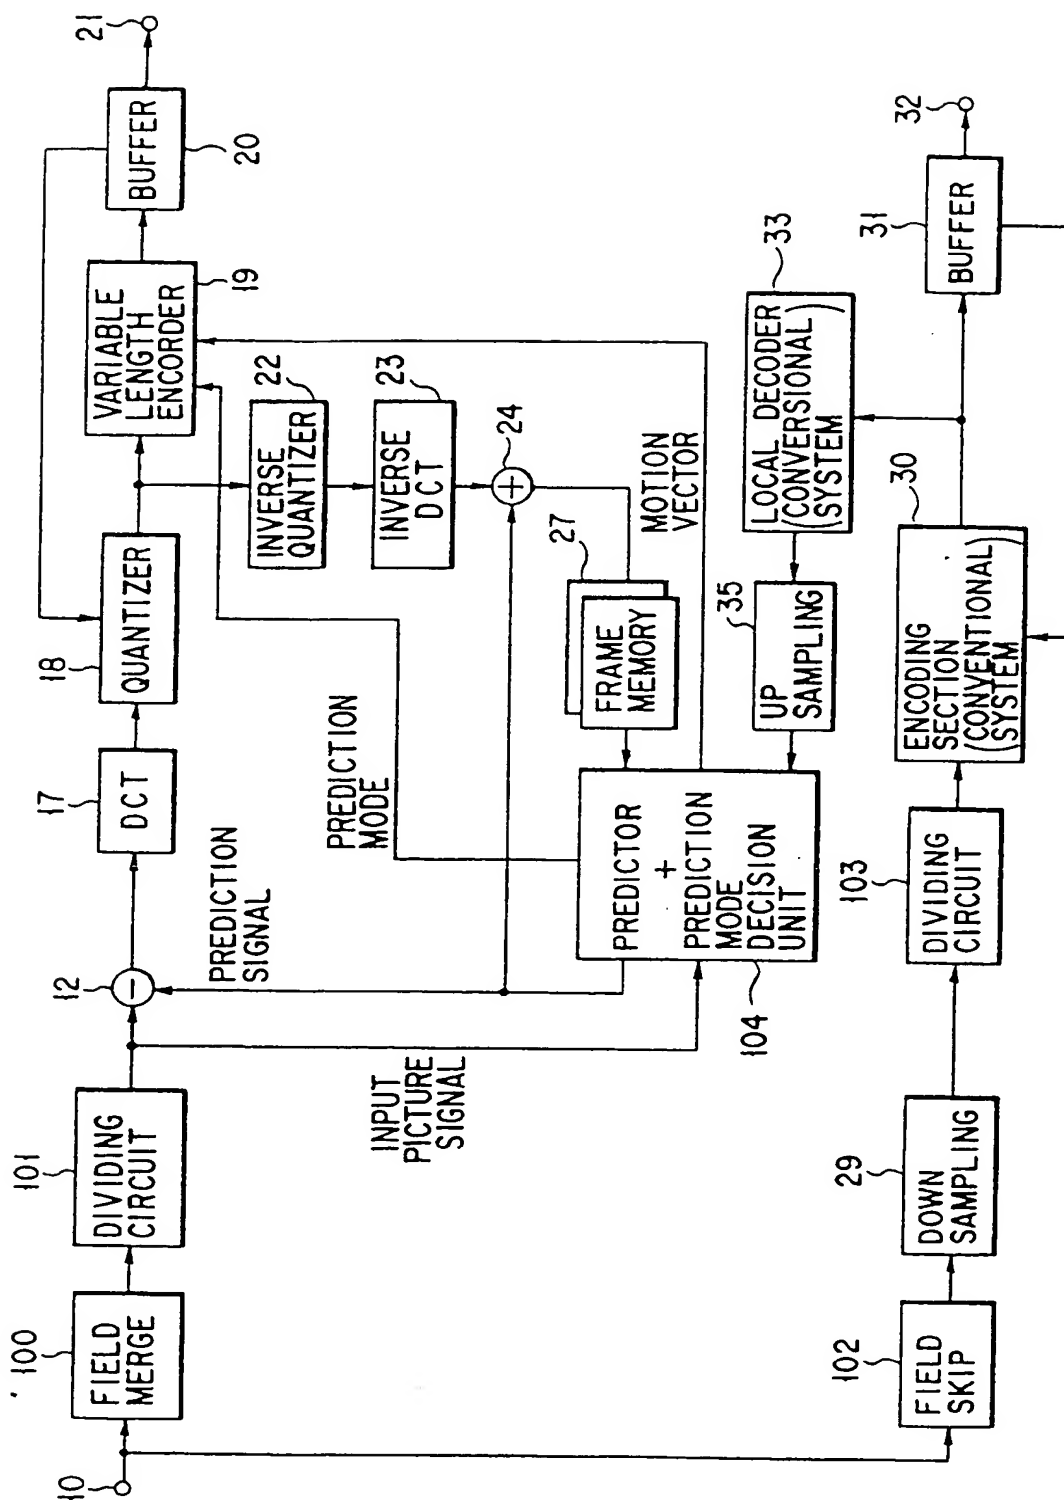 10
100
FIELD
MERGE
101
DIVIDING
CIRCUIT
12
−
17
DCT
18
QUANTIZER
VARIABLE
LENGTH
ENCORDER
19
BUFFER
20
21
PREDICTION
SIGNAL
PREDICTION
MODE
INVERSE
QUANTIZER
22
INVERSE
DCT
23
+
24
INPUT
PICTURE
SIGNAL
27
FRAME
MEMORY
MOTION
VECTOR
PREDICTOR
+
PREDICTION
MODE
DECISION
UNIT
104
35
UP
SAMPLING
LOCAL DECODER
(CONVERSIONAL)
(SYSTEM)
33
102
FIELD
SKIP
29
DOWN
SAMPLING
103
DIVIDING
CIRCUIT
30
ENCODING
SECTION
(CONVENTIONAL)
(SYSTEM)
31
BUFFER
32